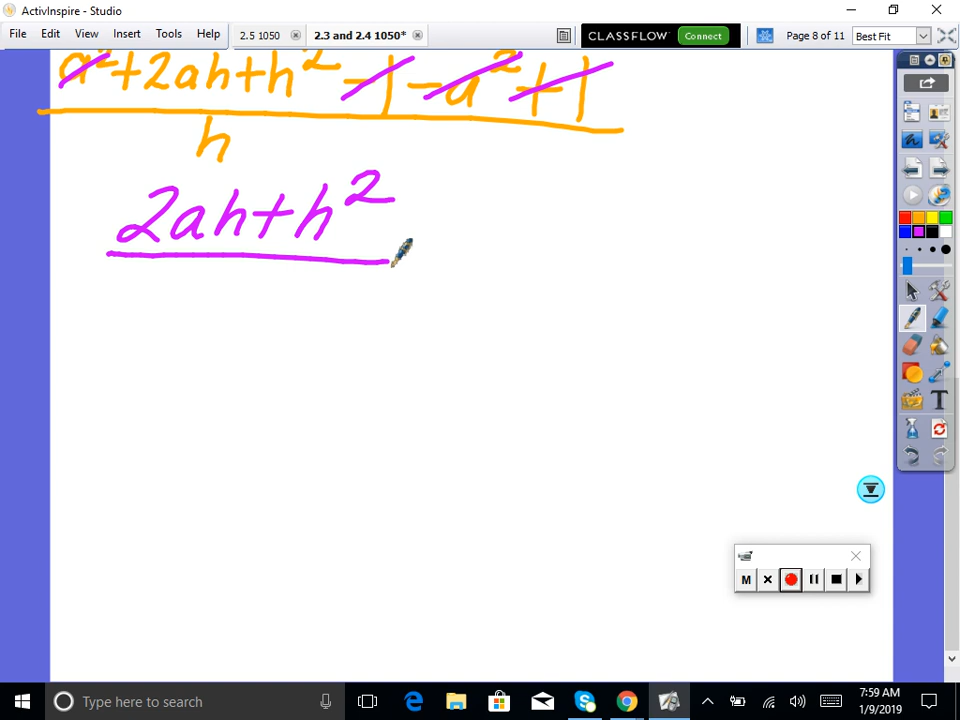 ActivInspire - Studio
File Edit View Insert Tools Help 2.5 1050 2.3 and 2.4 1050* CLASSFLOW Connect Page 8 of 11 Best Fit
a²+2ah+h²-1-a²+1
h
2ah+h²
T
M
Type here to search
7:59 AM
1/9/2019